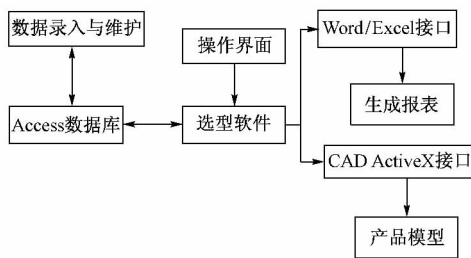 数据录入与维护
操作界面
Word/Excel接口
生成报表
Access数据库
选型软件
CAD ActiveX接口
产品模型